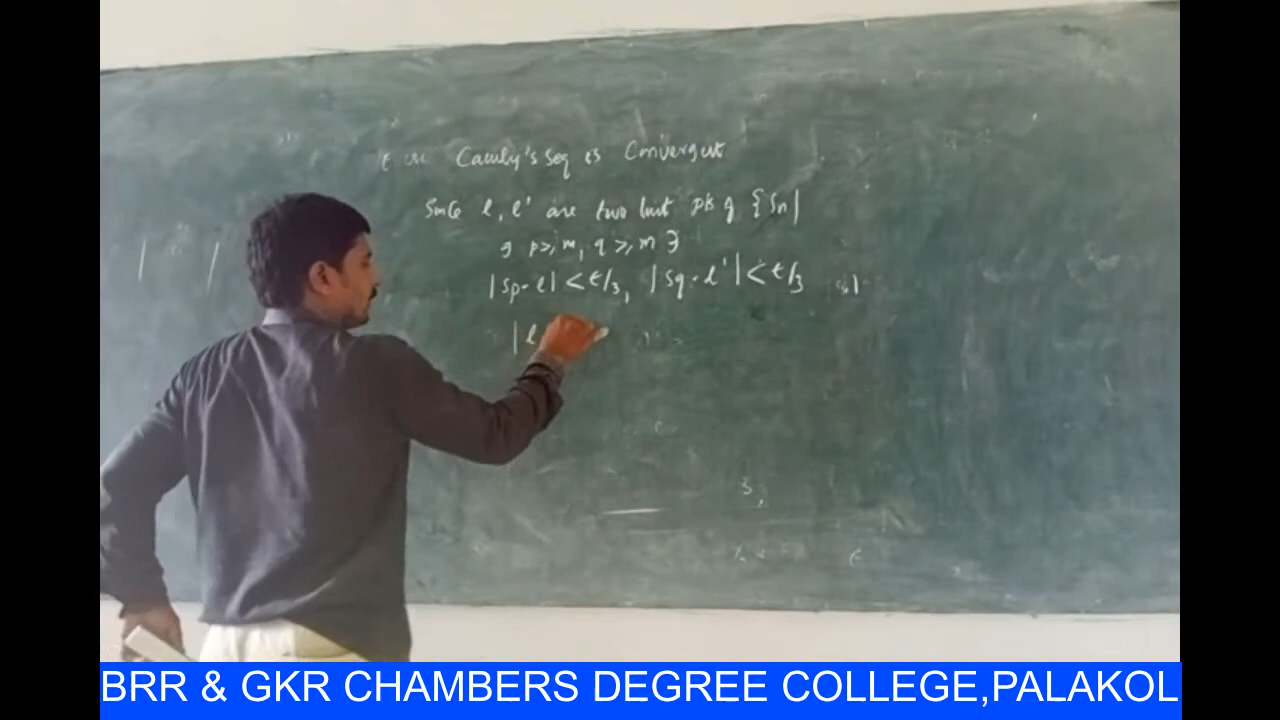 Cauchy's seq is Convergent
Since l, l' are two limit pts of {Sn}
∃ p ≥ m, q ≥ m ∋
|Sp - l| < ε/3, |Sq - l'| < ε/3
|l
BRR & GKR CHAMBERS DEGREE COLLEGE,PALAKOL